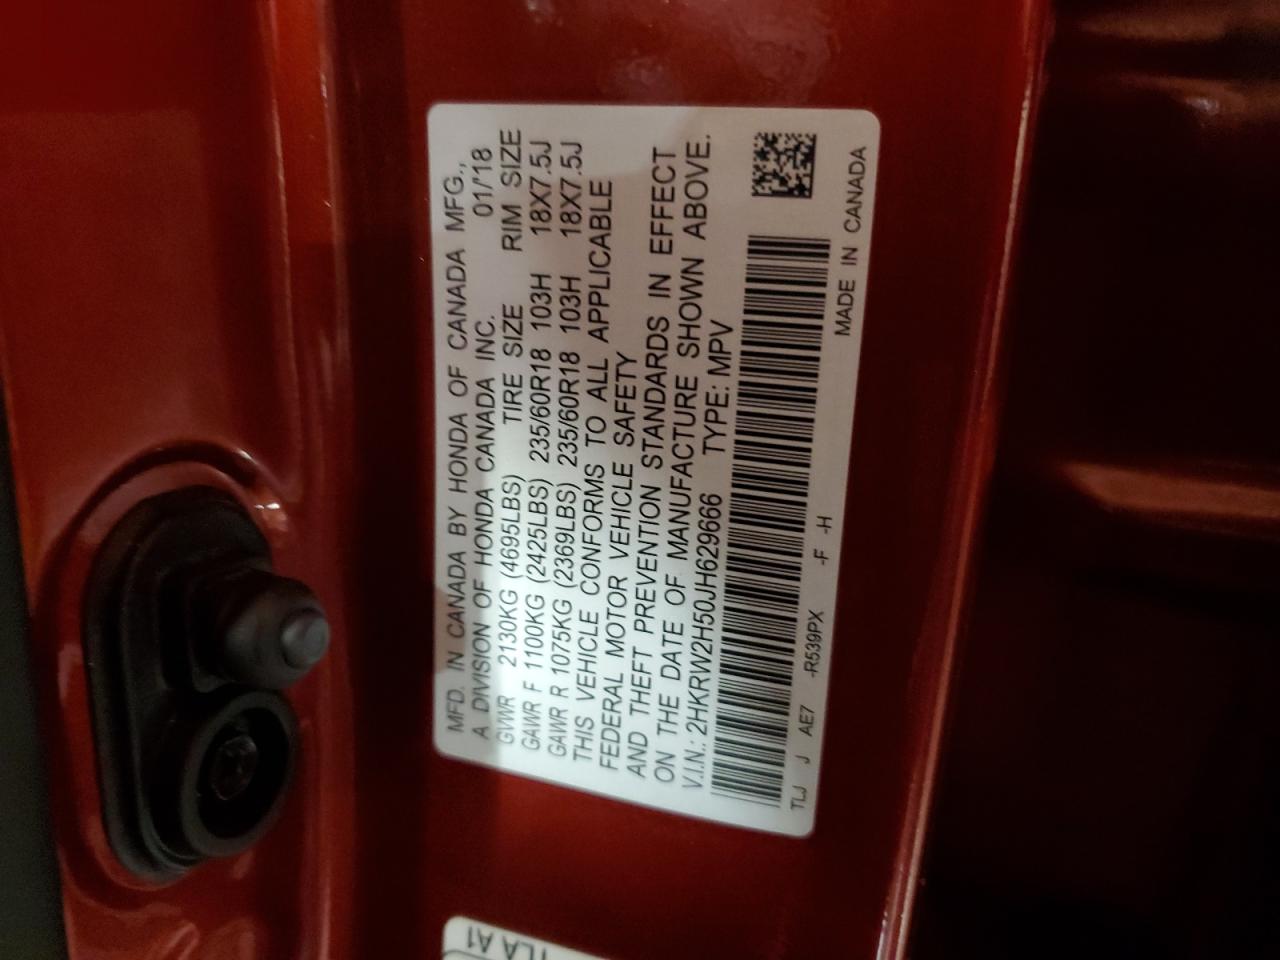 MFD. IN CANADA BY HONDA OF CANADA MFG.,
A DIVISION OF HONDA CANADA INC. 01/'18
GVWR 2130KG (4695LBS) TIRE SIZE RIM SIZE
GAWR F 1100KG (2425LBS) 235/60R18 103H 18X7.5J
GAWR R 1075KG (2369LBS) 235/60R18 103H 18X7.5J
THIS VEHICLE CONFORMS TO ALL APPLICABLE
FEDERAL MOTOR VEHICLE SAFETY
AND THEFT PREVENTION STANDARDS IN EFFECT
ON THE DATE OF MANUFACTURE SHOWN ABOVE.
V.I.N.: 2HKRW2H50JH629666 TYPE: MPV
TLJ J AE7 -R539PX -F -H
MADE IN CANADA
TLA A1